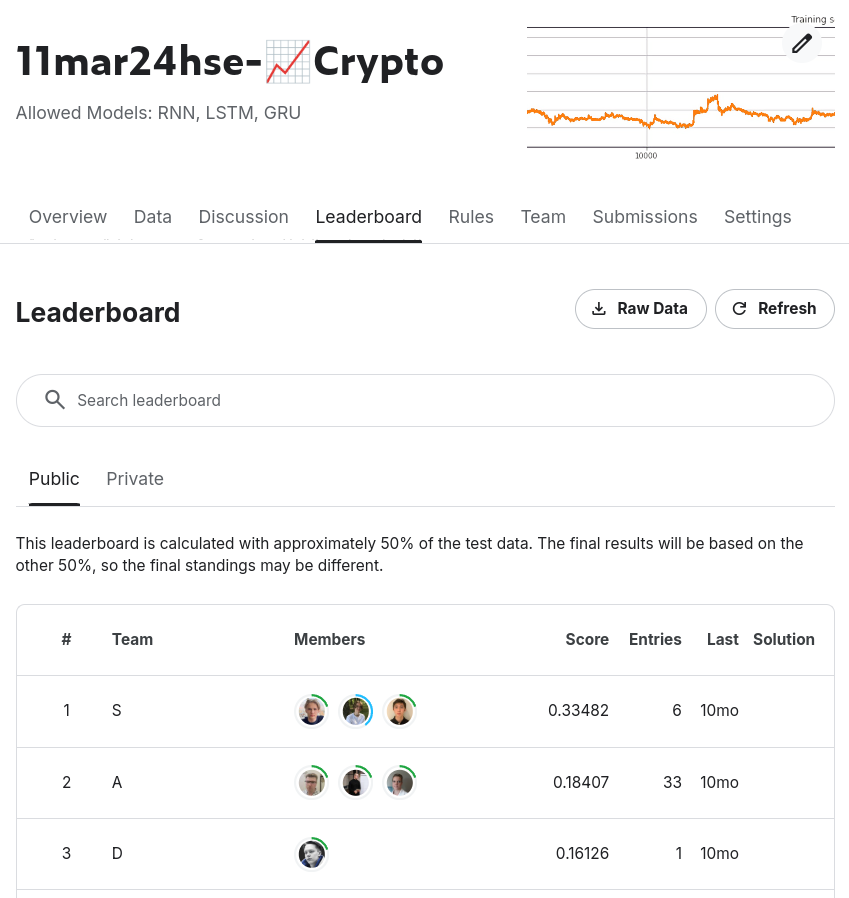 Training s
11mar24hse-📈Crypto
Allowed Models: RNN, LSTM, GRU
10000
Overview Data Discussion Leaderboard Rules Team Submissions Settings
Leaderboard
Raw Data Refresh
Search leaderboard
Public Private
This leaderboard is calculated with approximately 50% of the test data. The final results will be based on the
other 50%, so the final standings may be different.
# Team Members Score Entries Last Solution
1 S 0.33482 6 10mo
2 A 0.18407 33 10mo
3 D 0.16126 1 10mo